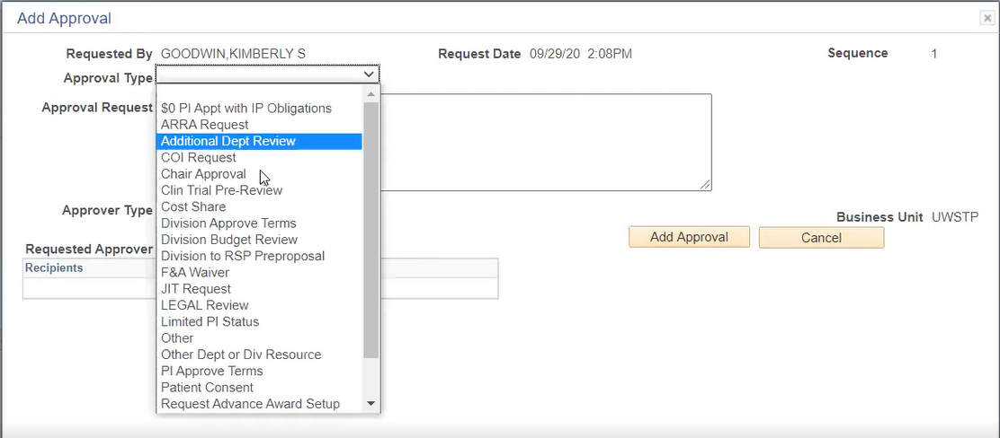 Add Approval
Requested By GOODWIN,KIMBERLY S Request Date 09/29/20 2:08PM Sequence 1
Approval Type
Approval Request
$0 PI Appt with IP Obligations
ARRA Request
Additional Dept Review
COI Request
Chair Approval
Clin Trial Pre-Review
Cost Share
Division Approve Terms
Division Budget Review
Division to RSP Preproposal
F&A Waiver
JIT Request
LEGAL Review
Limited PI Status
Other
Other Dept or Div Resource
PI Approve Terms
Patient Consent
Request Advance Award Setup
Approver Type
Business Unit UWSTP
Add Approval Cancel
Requested Approver
Recipients